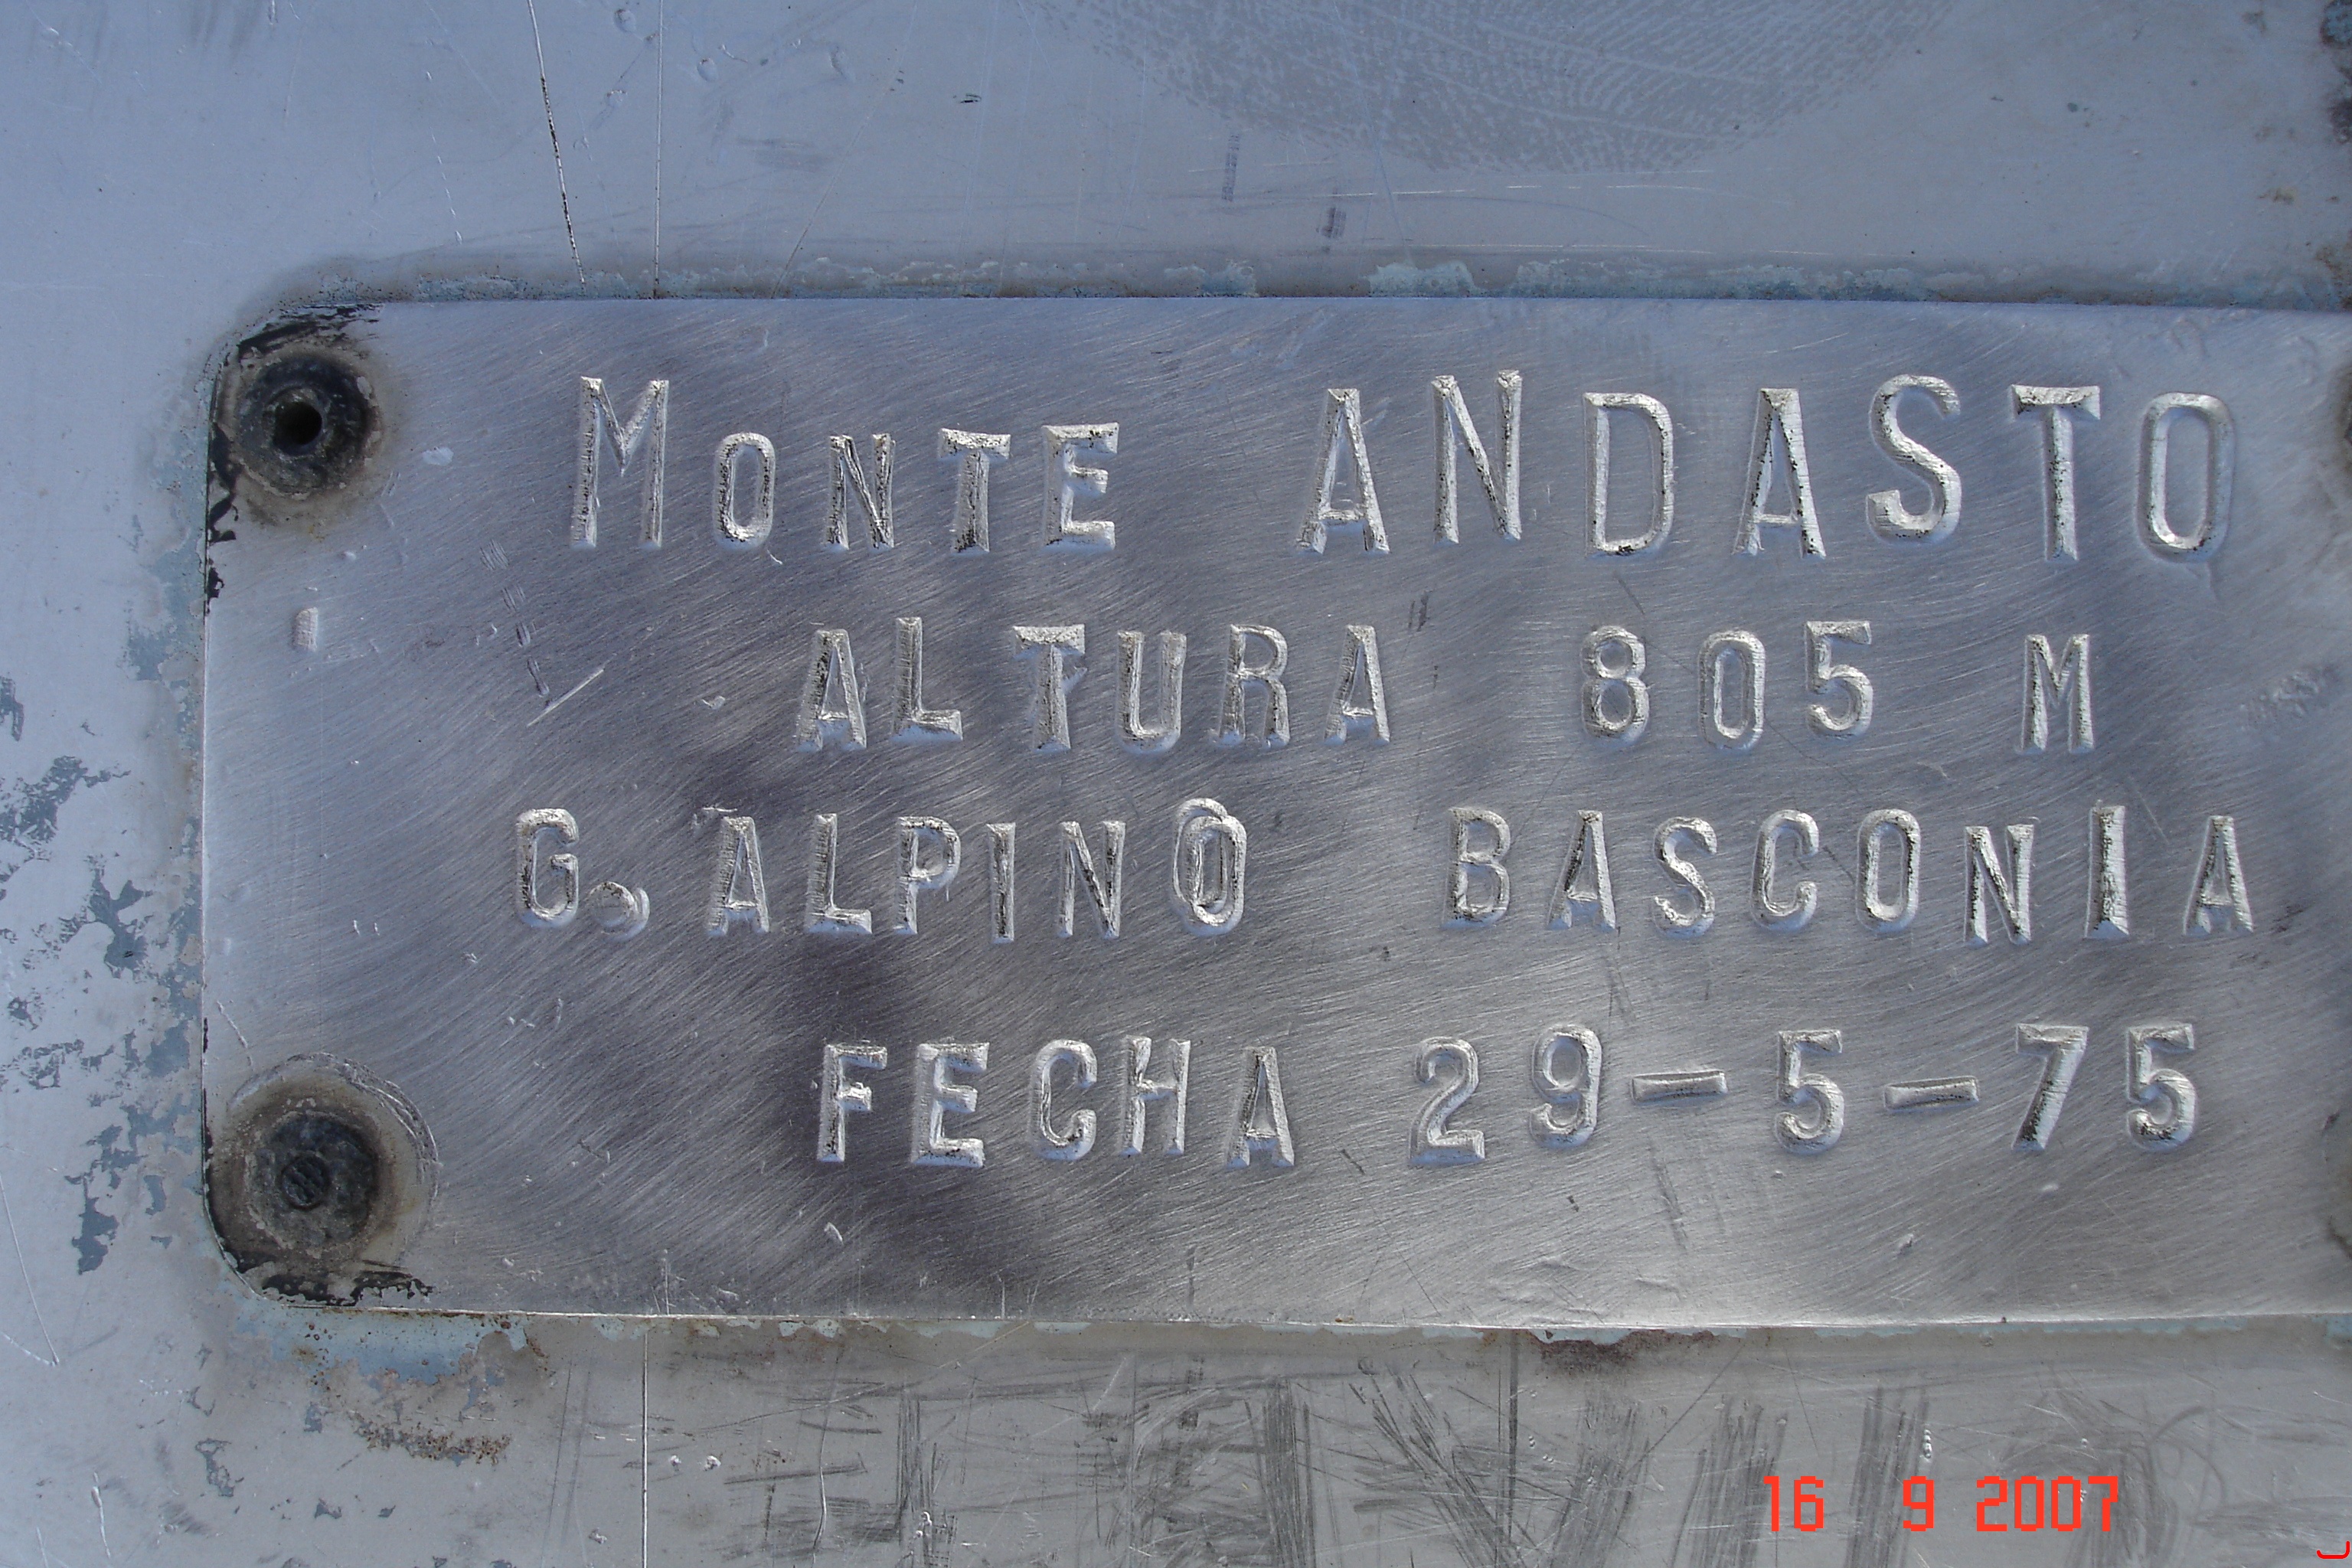 MONTE ANDASTO
ALTURA 805 M
G. ALPINO BASCONIA
FECHA 29-5-75
16 9 2007